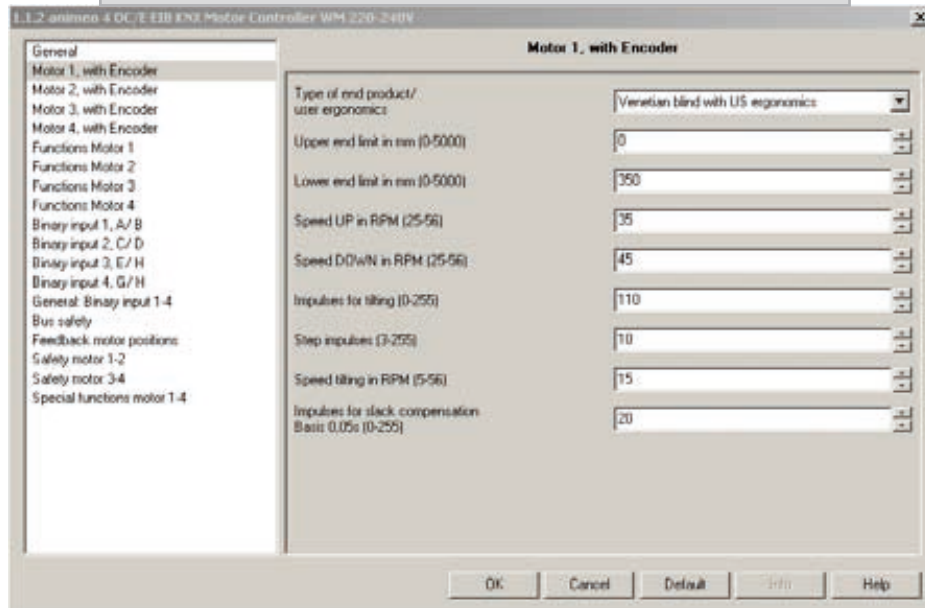 1.1.2 animeo 4 DC/E EIB KNX Motor Controller WM 220-240V
General
Motor 1, with Encoder
Motor 2, with Encoder
Motor 3, with Encoder
Motor 4, with Encoder
Functions Motor 1
Functions Motor 2
Functions Motor 3
Functions Motor 4
Binary input 1, A/ B
Binary input 2, C/ D
Binary input 3, E/ H
Binary input 4, G/ H
General: Binary input 1-4
Bus safety
Feedback motor positions
Safety motor 1-2
Safety motor 3-4
Special functions motor 1-4
Motor 1, with Encoder
Type of end product/
user ergonomics
Venetian blind with US ergonomics
Upper end limit in mm (0-5000)
0
Lower end limit in mm (0-5000)
350
Speed UP in RPM (25-56)
35
Speed DOWN in RPM (25-56)
45
Impulses for tilting (0-255)
110
Step impulses (3-255)
10
Speed tilting in RPM (5-56)
15
Impulses for slack compensation
Basis 0,05s (0-255)
20
OK
Cancel
Default
Info
Help